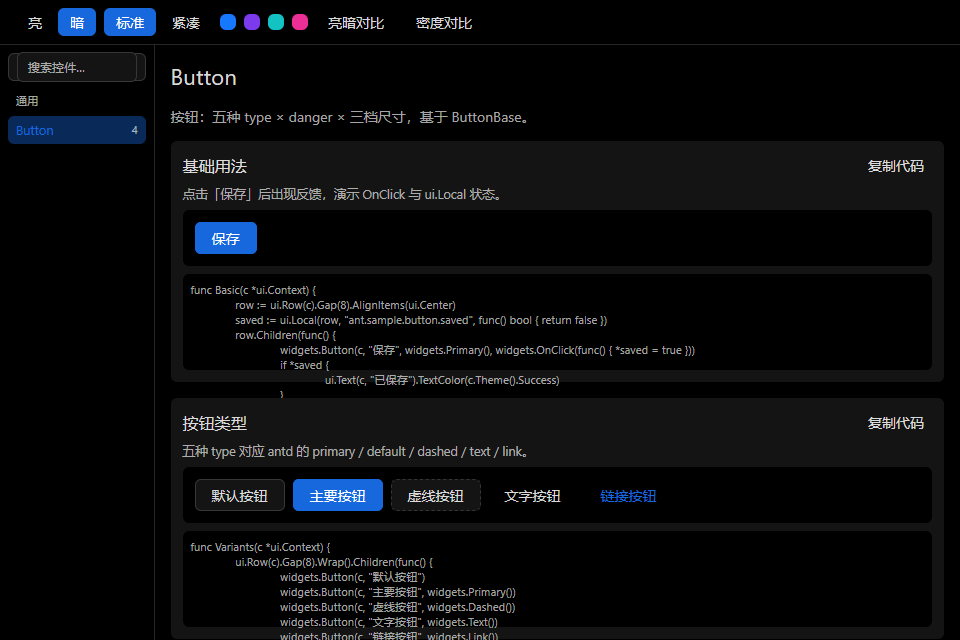 亮 暗 标准 紧凑 亮暗对比 密度对比
搜索控件...
通用
Button 4
Button
按钮：五种 type × danger × 三档尺寸，基于 ButtonBase。
基础用法 复制代码
点击「保存」后出现反馈，演示 OnClick 与 ui.Local 状态。
保存
func Basic(c *ui.Context) {
row := ui.Row(c).Gap(8).AlignItems(ui.Center)
saved := ui.Local(row, "ant.sample.button.saved", func() bool { return false })
row.Children(func() {
widgets.Button(c, "保存", widgets.Primary(), widgets.OnClick(func() { *saved = true }))
if *saved {
ui.Text(c, "已保存").TextColor(c.Theme().Success)
}
按钮类型 复制代码
五种 type 对应 antd 的 primary / default / dashed / text / link。
默认按钮 主要按钮 虚线按钮 文字按钮 链接按钮
func Variants(c *ui.Context) {
ui.Row(c).Gap(8).Wrap().Children(func() {
widgets.Button(c, "默认按钮")
widgets.Button(c, "主要按钮", widgets.Primary())
widgets.Button(c, "虚线按钮", widgets.Dashed())
widgets.Button(c, "文字按钮", widgets.Text())
widgets.Button(c, "链接按钮", widgets.Link())